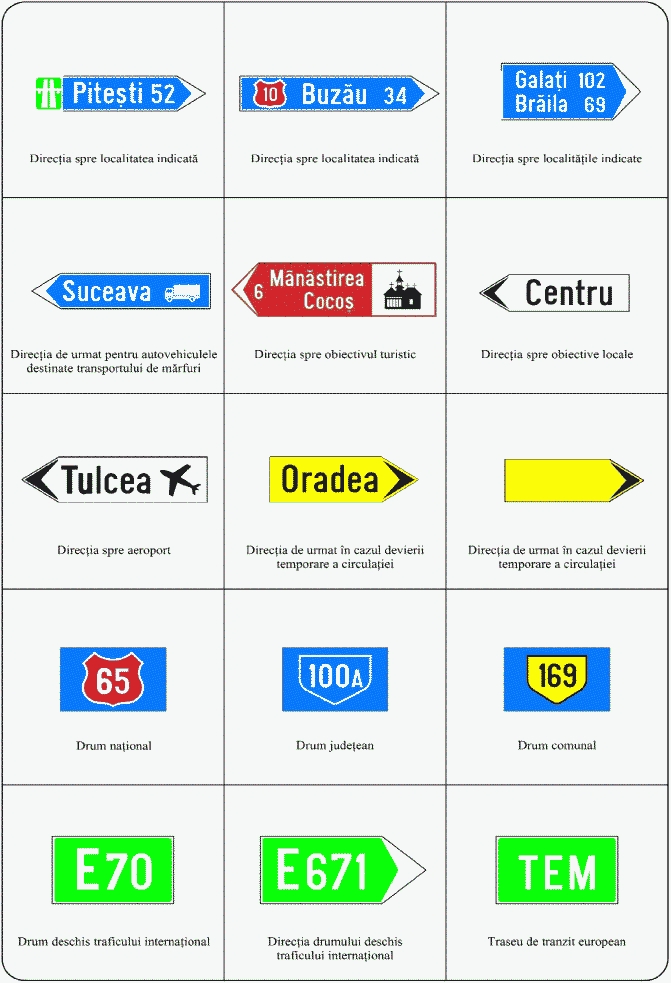 Pitești 52
Direcția spre localitatea indicată
10 Buzău 34
Direcția spre localitatea indicată
Galați 102
Brăila 69
Direcția spre localitățile indicate
Suceava
Direcția de urmat pentru autovehiculele
destinate transportului de mărfuri
6 Mânăstirea
Cocoș
Direcția spre obiectivul turistic
Centru
Direcția spre obiective locale
Tulcea
Direcția spre aeroport
Oradea
Direcția de urmat în cazul devierii
temporare a circulației
Direcția de urmat în cazul devierii
temporare a circulației
65
Drum național
100A
Drum județean
169
Drum comunal
E70
Drum deschis traficului internațional
E671
Direcția drumului deschis
traficului internațional
TEM
Traseu de tranzit european